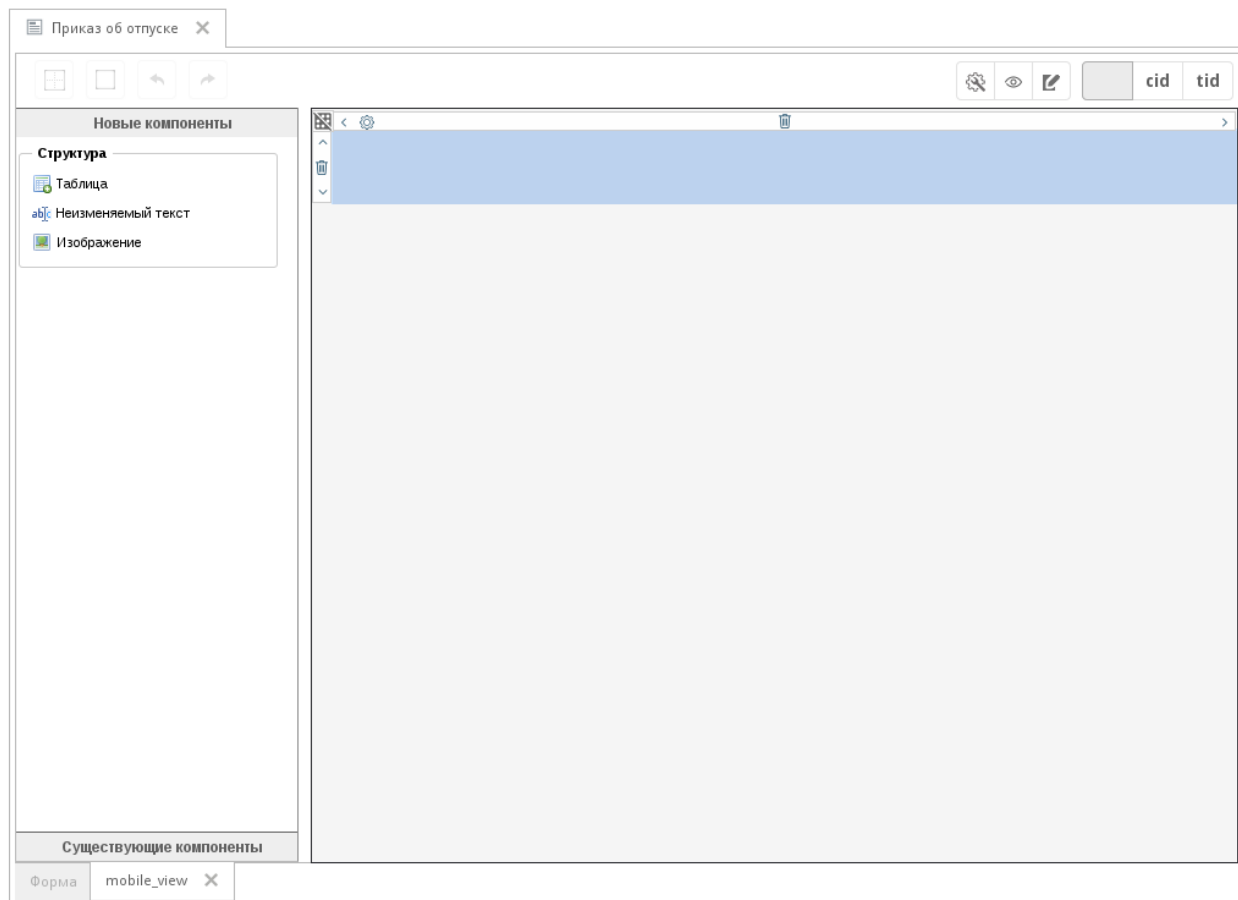 Приказ об отпуске
cid tid
Новые компоненты
Структура
Таблица
Неизменяемый текст
Изображение
Существующие компоненты
Форма mobile_view